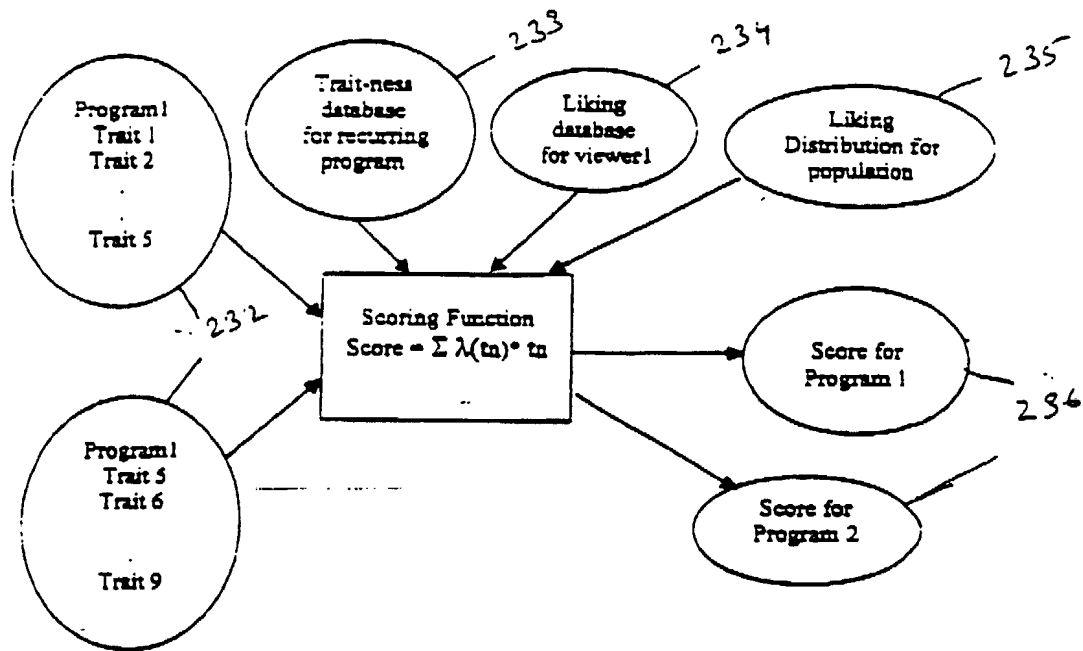 233
234
235
Program1
Trait 1
Trait 2
.
.
Trait 5
Trait-ness
database
for recurring
program
Liking
database
for viewer1
Liking
Distribution for
population
232
Scoring Function
Score = Σ λ(tn)* tn
Score for
Program 1
236
Program1
Trait 5
Trait 6
.
Trait 9
Score for
Program 2